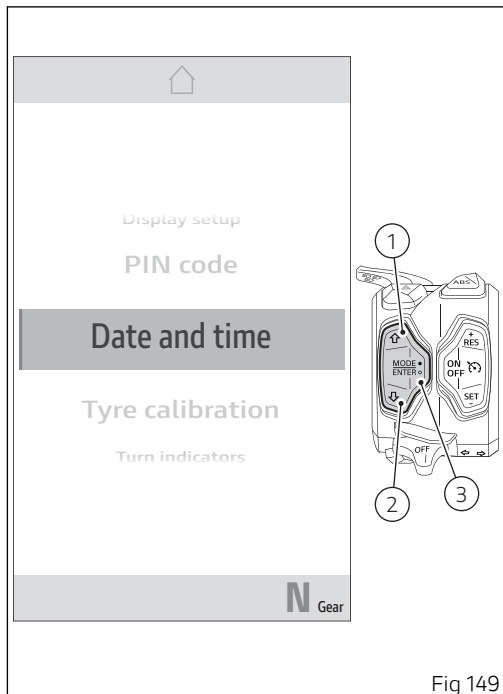 Display setup
PIN code
Date and time
Tyre calibration
Turn indicators
N Gear
1
ABS
+
RES
MODE
ENTER
ON
OFF
SET
-
OFF
2
3
Fig 149